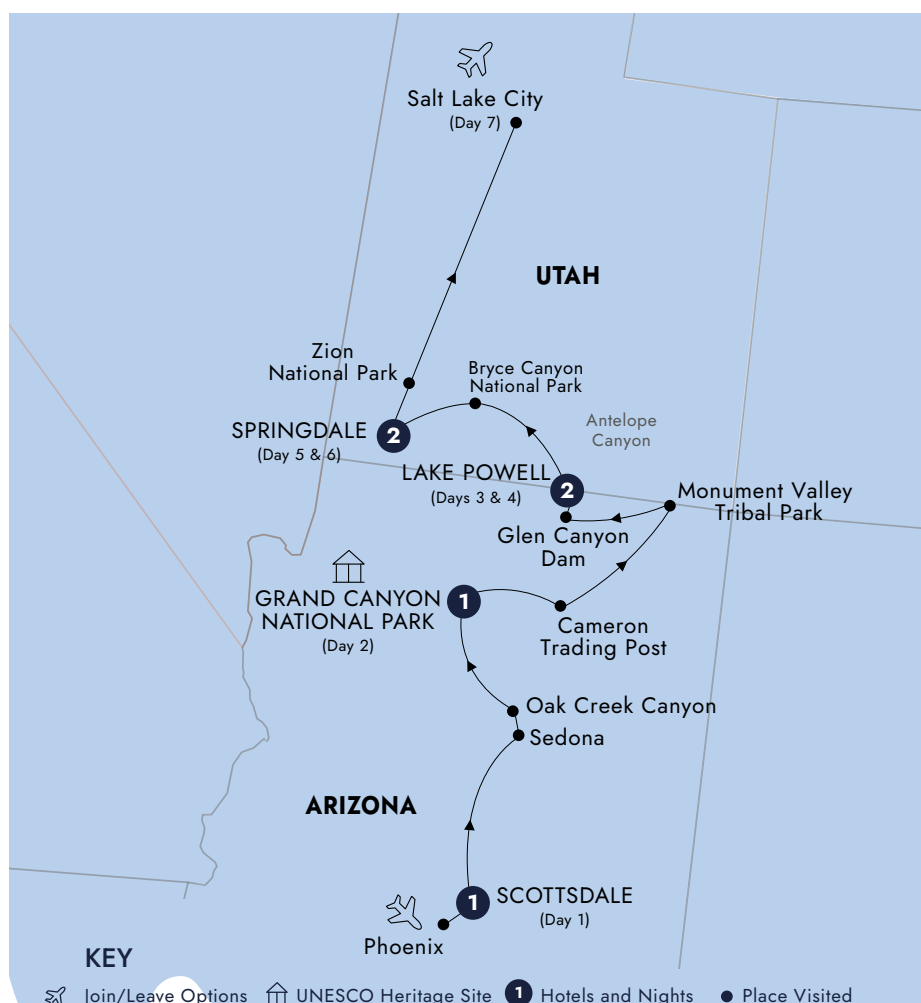 Salt Lake City
(Day 7)
UTAH
Zion
National Park
Bryce Canyon
National Park
Antelope
Canyon
SPRINGDALE
2
(Day 5 & 6)
LAKE POWELL
2
(Days 3 & 4)
Monument Valley
Tribal Park
Glen Canyon
Dam
GRAND CANYON
NATIONAL PARK
1
(Day 2)
Cameron
Trading Post
Oak Creek Canyon
Sedona
ARIZONA
1
SCOTTSDALE
(Day 1)
Phoenix
KEY
Join/Leave Options UNESCO Heritage Site 1 Hotels and Nights Place Visited